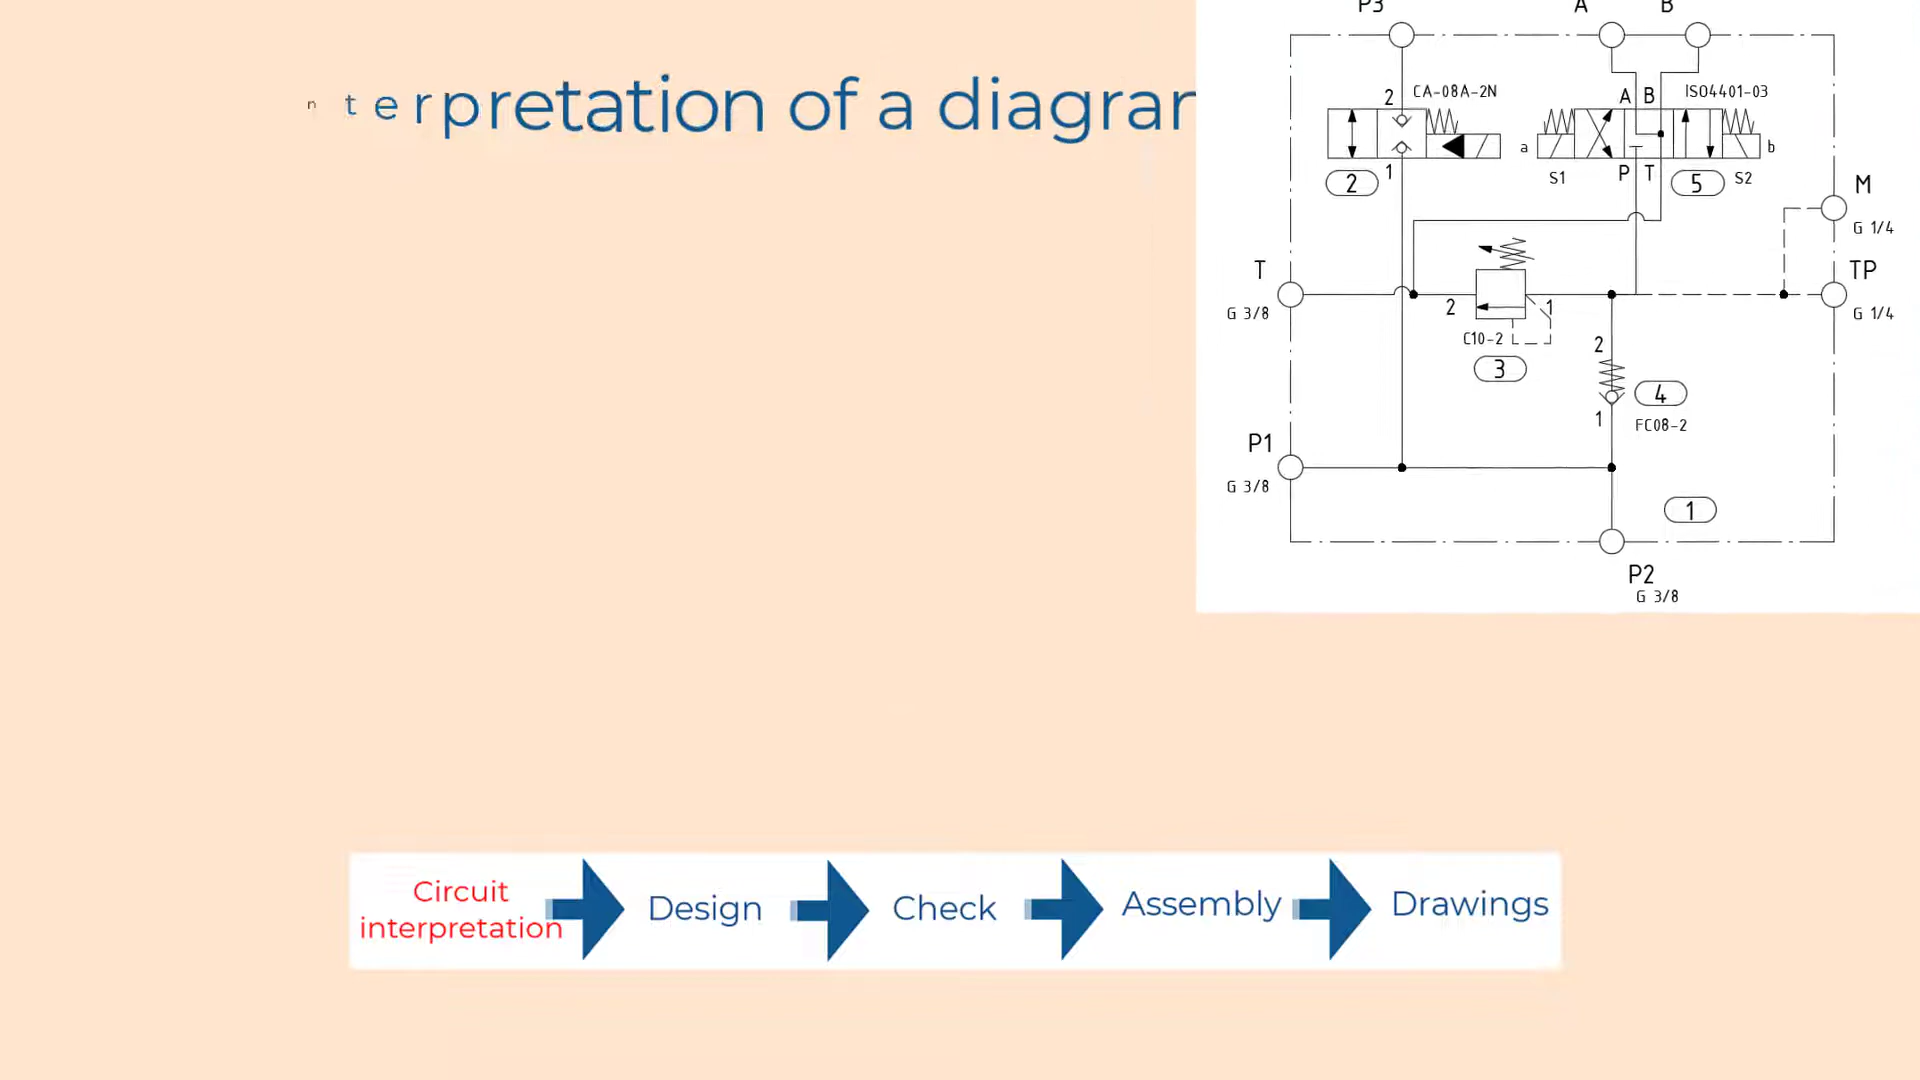 nterpretation of a diagram
P3
A
B
2
CA-08A-2N
A B
ISO4401-03
a
b
2
1
S1
P T
5
S2
M
G 1/4
T
G 3/8
2
1
TP
G 1/4
C10-2
3
2
4
1
FC08-2
P1
G 3/8
1
P2
G 3/8
Circuit
interpretation
Design
Check
Assembly
Drawings